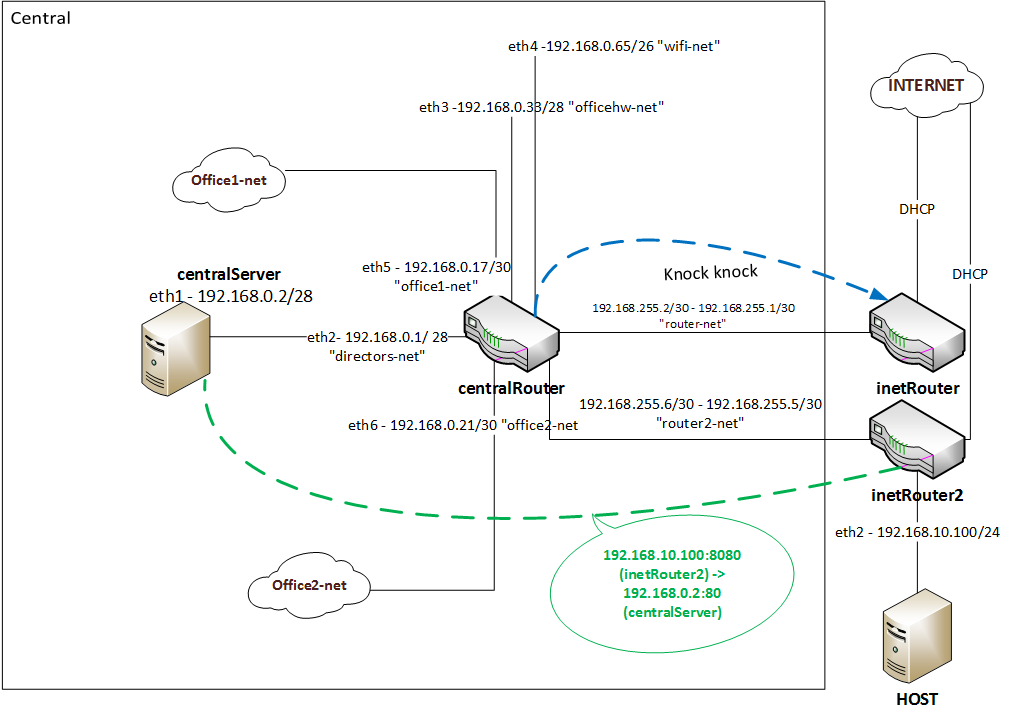 Central
eth4 -192.168.0.65/26 "wifi-net"
INTERNET
eth3 -192.168.0.33/28 "officehw-net"
Office1-net
DHCP
eth5 - 192.168.0.17/30
"office1-net"
Knock knock
DHCP
centralServer
eth1 - 192.168.0.2/28
192.168.255.2/30 - 192.168.255.1/30
"router-net"
eth2- 192.168.0.1/ 28
"directors-net"
centralRouter
inetRouter
192.168.255.6/30 - 192.168.255.5/30
"router2-net"
eth6 - 192.168.0.21/30 "office2-net
inetRouter2
eth2 - 192.168.10.100/24
192.168.10.100:8080
(inetRouter2) ->
192.168.0.2:80
(centralServer)
Office2-net
HOST